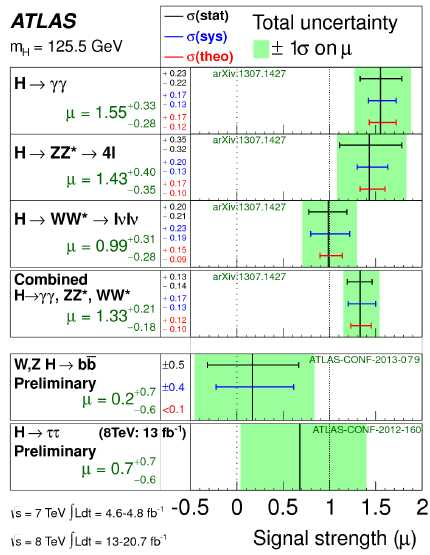 ATLAS
m_H = 125.5 GeV
σ(stat)
σ(sys)
σ(theo)
Total uncertainty
± 1σ on μ
H → γγ
μ = 1.55 +0.33 -0.28
+ 0.23 - 0.22
+ 0.17 - 0.13
+ 0.17 - 0.12
arXiv:1307.1427
H → ZZ* → 4l
μ = 1.43 +0.40 -0.35
+ 0.35 - 0.32
+ 0.20 - 0.13
+ 0.17 - 0.10
arXiv:1307.1427
H → WW* → lνlν
μ = 0.99 +0.31 -0.28
+ 0.20 - 0.21
+ 0.23 - 0.19
+ 0.15 - 0.09
arXiv:1307.1427
Combined
H→γγ, ZZ*, WW*
μ = 1.33 +0.21 -0.18
+ 0.13 - 0.14
+ 0.17 - 0.13
+ 0.12 - 0.10
arXiv:1307.1427
W,Z H → bb̅
Preliminary
μ = 0.2 +0.7 -0.6
±0.5
±0.4
<0.1
ATLAS-CONF-2013-079
H → ττ (8TeV: 13 fb⁻¹)
Preliminary
μ = 0.7 +0.7 -0.6
ATLAS-CONF-2012-160
√s = 7 TeV ∫Ldt = 4.6-4.8 fb⁻¹
√s = 8 TeV ∫Ldt = 13-20.7 fb⁻¹
-0.5 0 0.5 1 1.5 2
Signal strength (μ)